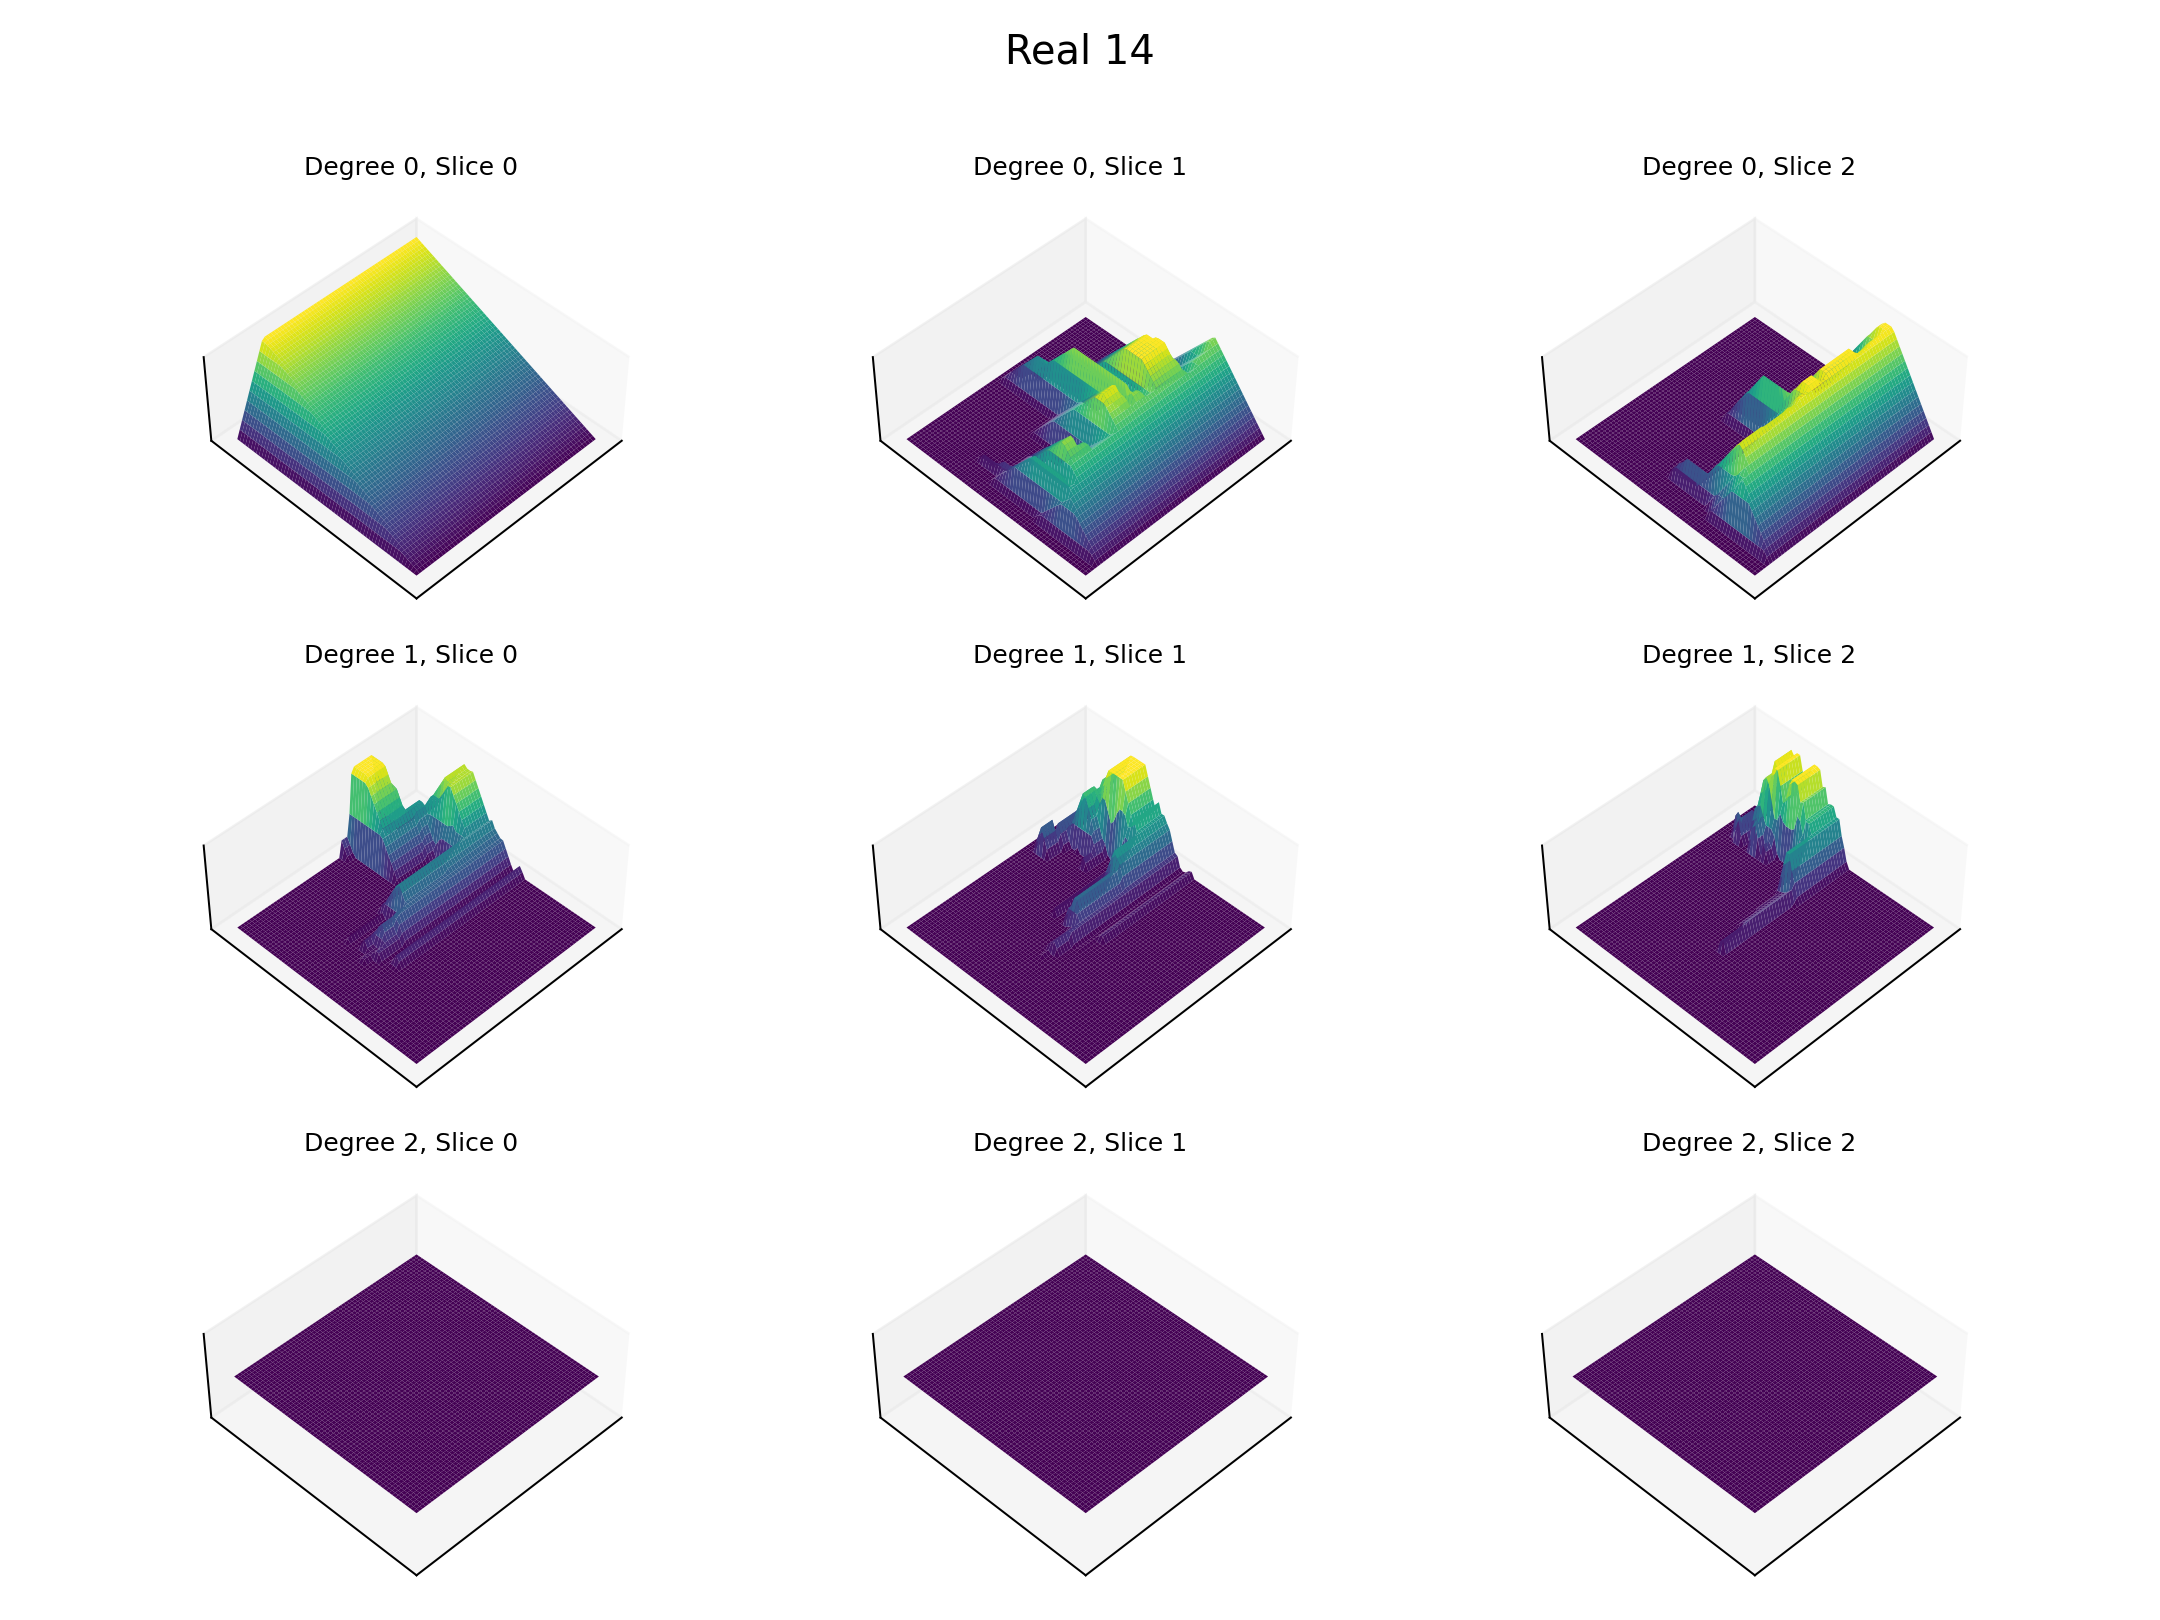 Real 14
Degree 0, Slice 0
Degree 0, Slice 1
Degree 0, Slice 2
Degree 1, Slice 0
Degree 1, Slice 1
Degree 1, Slice 2
Degree 2, Slice 0
Degree 2, Slice 1
Degree 2, Slice 2